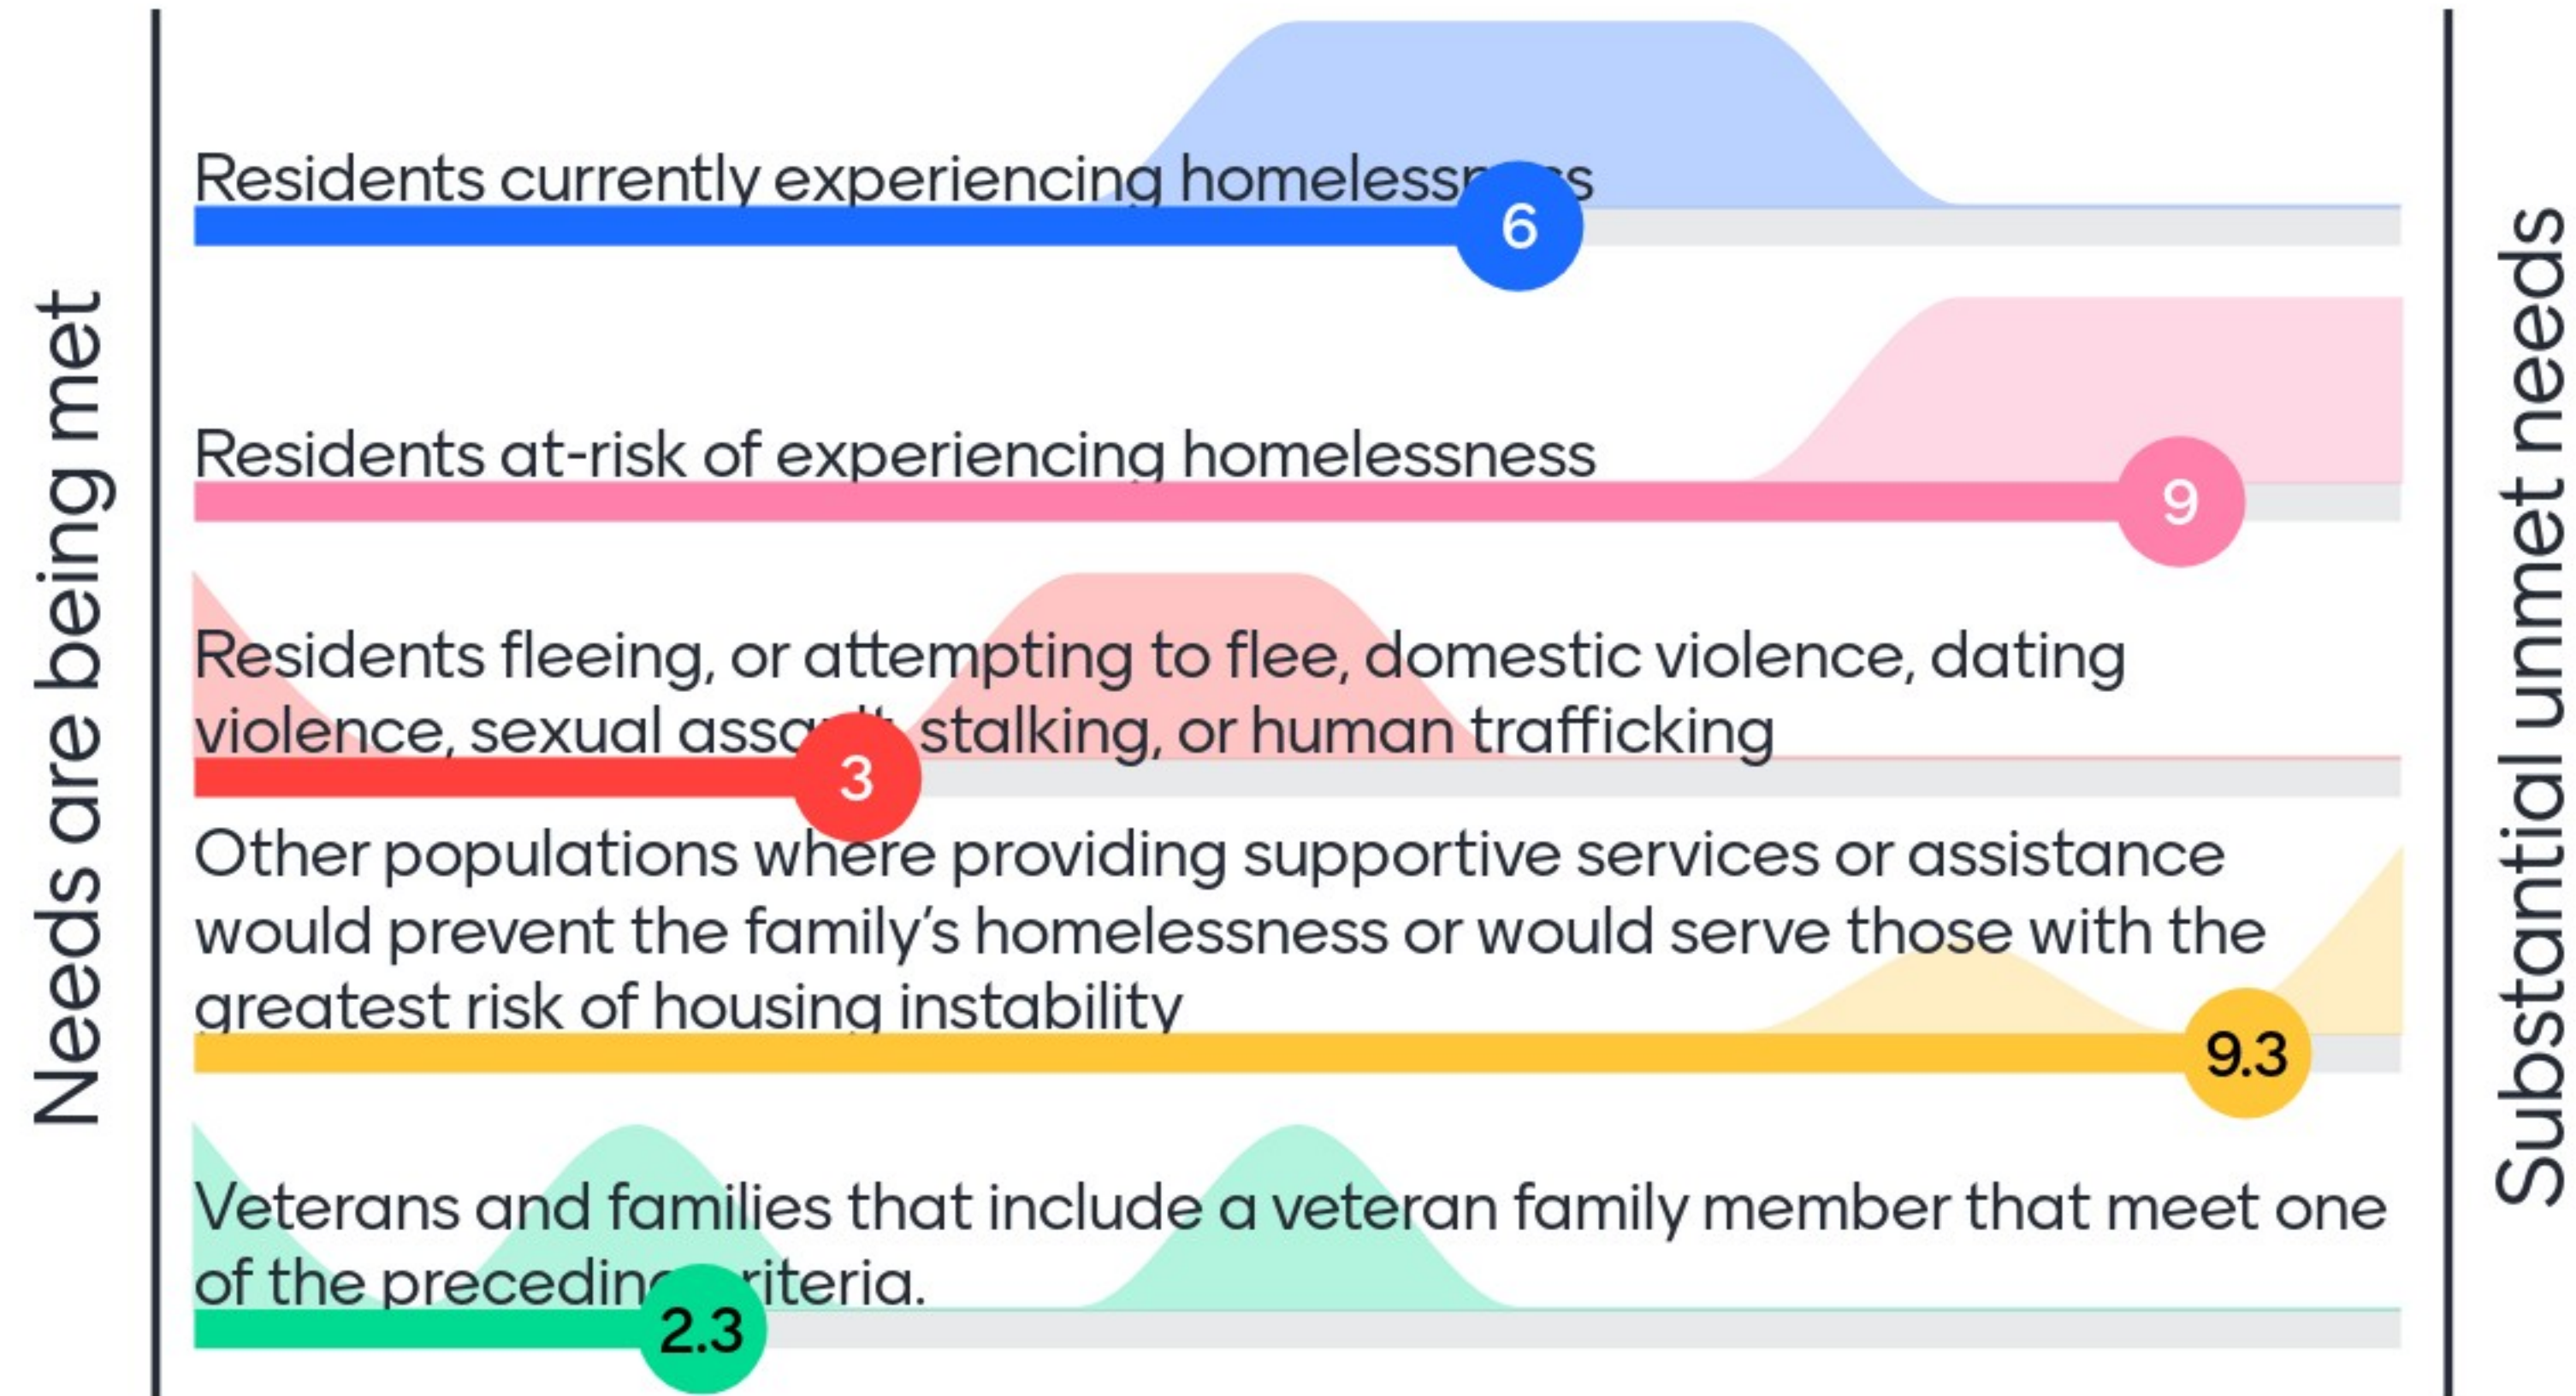 Needs are being met
Residents currently experiencing
6
Residents at-risk of experiencing homelessness
9
Residents fleeing, or attempting to flee, domestic violence, dating
violence, sexual stalking, or human trafficking
3
Other populations where providing supportive services or assistance
would prevent the family’s homelessness or would serve those with the
greatest risk of housing instability
9.3
Veterans and families that include a veteran family member that meet one
of the
2.3
Substantial unmet needs